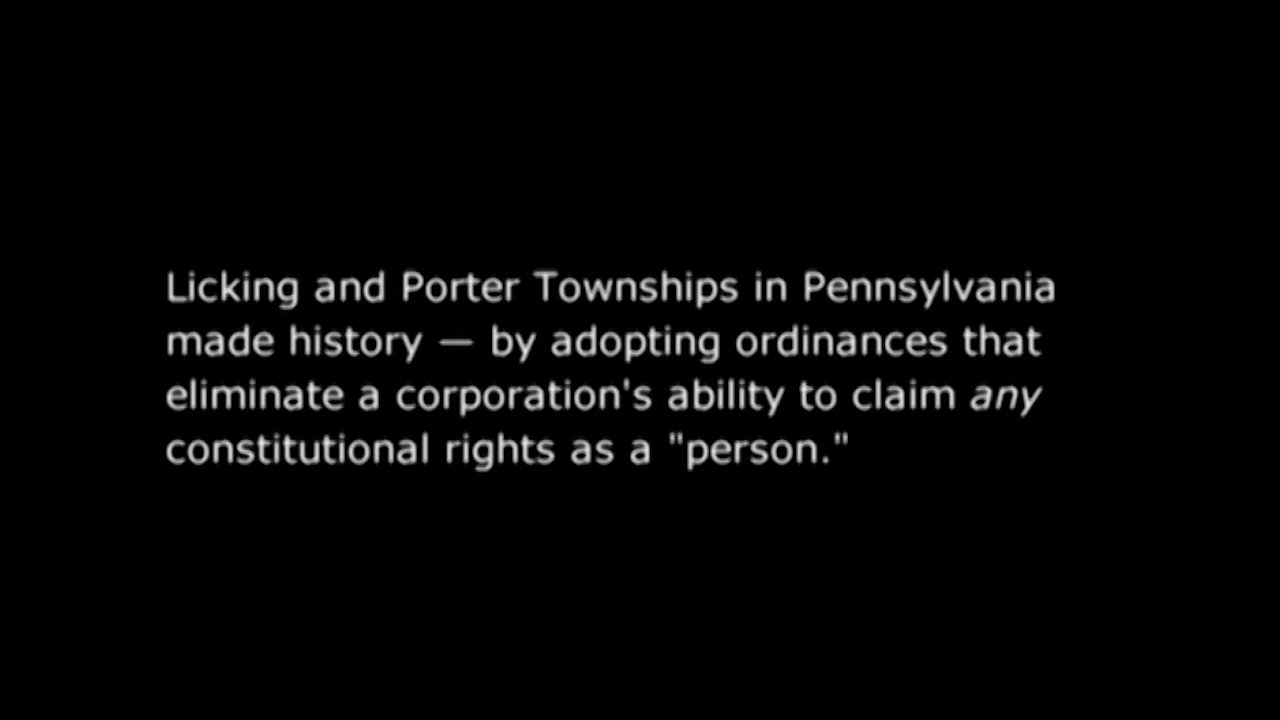 Licking and Porter Townships in Pennsylvania
made history — by adopting ordinances that
eliminate a corporation's ability to claim any
constitutional rights as a "person."